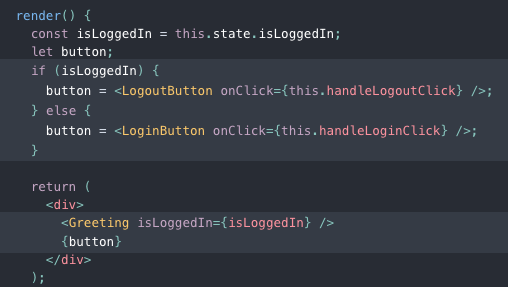 render() {
  const isLoggedIn = this.state.isLoggedIn;
  let button;
  if (isLoggedIn) {
    button = <LogoutButton onClick={this.handleLogoutClick} />;
  } else {
    button = <LoginButton onClick={this.handleLoginClick} />;
  }

  return (
    <div>
      <Greeting isLoggedIn={isLoggedIn} />
      {button}
    </div>
  );